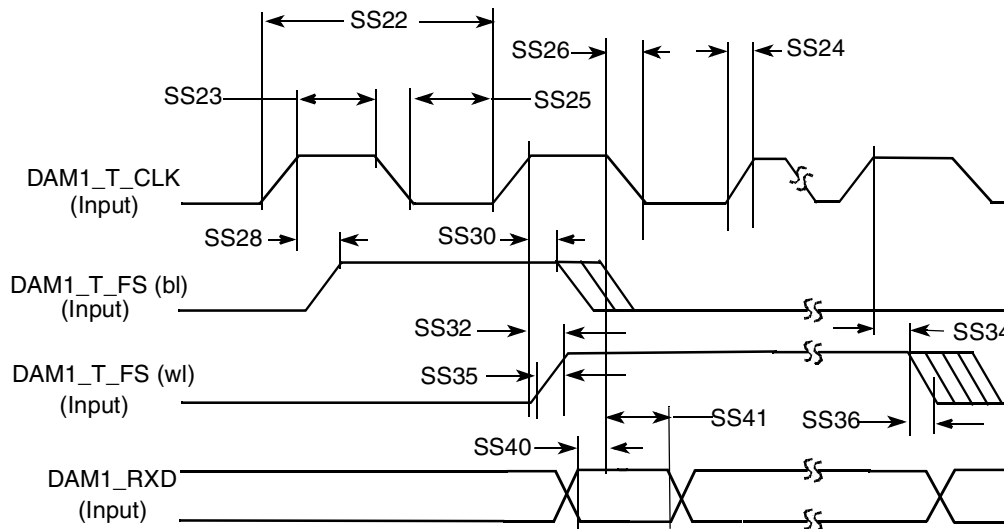 SS22
SS26
SS24
SS23
SS25
DAM1_T_CLK
(Input)
SS28
SS30
DAM1_T_FS (bl)
(Input)
SS32
SS34
DAM1_T_FS (wl)
(Input)
SS35
SS41
SS36
SS40
DAM1_RXD
(Input)